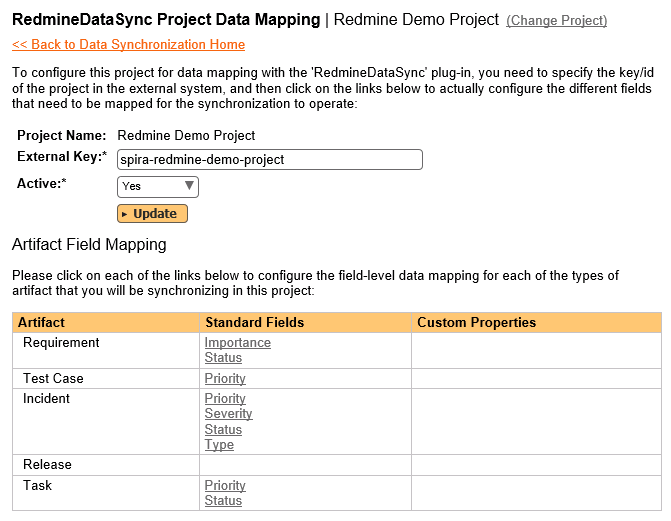 RedmineDataSync Project Data Mapping | Redmine Demo Project (Change Project)
<< Back to Data Synchronization Home
To configure this project for data mapping with the 'RedmineDataSync' plug-in, you need to specify the key/id
of the project in the external system, and then click on the links below to actually configure the different fields
that need to be mapped for the synchronization to operate:
Project Name: Redmine Demo Project
External Key:* spira-redmine-demo-project
Active:* Yes
Update
Artifact Field Mapping
Please click on each of the links below to configure the field-level data mapping for each of the types of
artifact that you will be synchronizing in this project:
Artifact Standard Fields Custom Properties
Requirement Importance
Status
Test Case Priority
Incident Priority
Severity
Status
Type
Release
Task Priority
Status